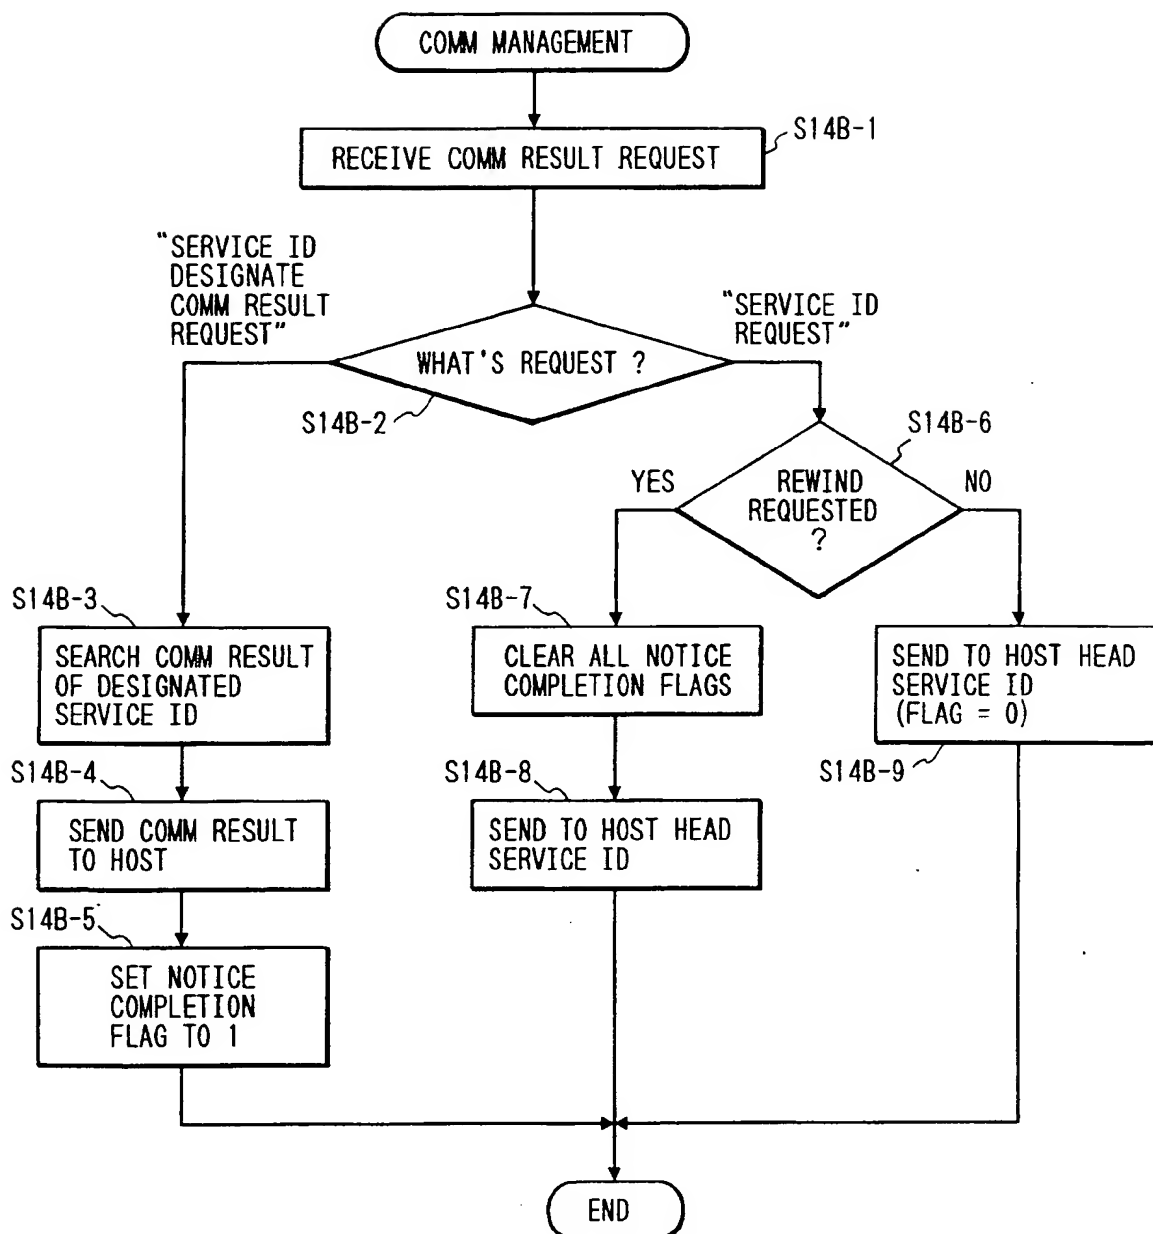 COMM MANAGEMENT
S14B-1
RECEIVE COMM RESULT REQUEST
"SERVICE ID
DESIGNATE
COMM RESULT
REQUEST"
"SERVICE ID
REQUEST"
WHAT'S REQUEST ?
S14B-2
S14B-6
YES
REWIND
REQUESTED
?
NO
S14B-3
SEARCH COMM RESULT
OF DESIGNATED
SERVICE ID
S14B-7
CLEAR ALL NOTICE
COMPLETION FLAGS
SEND TO HOST HEAD
SERVICE ID
(FLAG = 0)
S14B-9
S14B-4
SEND COMM RESULT
TO HOST
S14B-8
SEND TO HOST HEAD
SERVICE ID
S14B-5
SET NOTICE
COMPLETION
FLAG TO 1
END